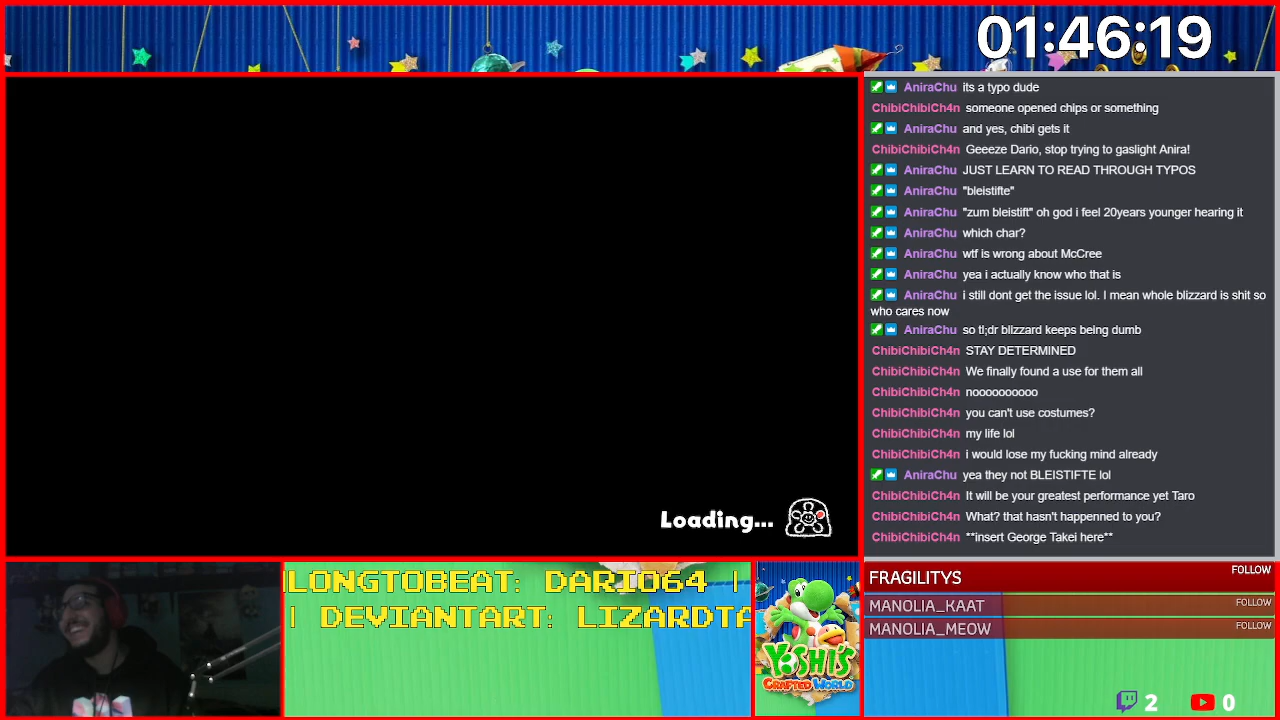 01:46:19
AniraChu its a typo dude
ChibiChibiCh4n someone opened chips or something
AniraChu and yes, chibi gets it
ChibiChibiCh4n Geeeze Dario, stop trying to gaslight Anira!
AniraChu JUST LEARN TO READ THROUGH TYPOS
AniraChu "bleistifte"
AniraChu "zum bleistift" oh god i feel 20years younger hearing it
AniraChu which char?
AniraChu wtf is wrong about McCree
AniraChu yea i actually know who that is
AniraChu i still dont get the issue lol. I mean whole blizzard is shit so
who cares now
AniraChu so tl;dr blizzard keeps being dumb
ChibiChibiCh4n STAY DETERMINED
ChibiChibiCh4n We finally found a use for them all
ChibiChibiCh4n noooooooooo
ChibiChibiCh4n you can't use costumes?
ChibiChibiCh4n my life lol
ChibiChibiCh4n i would lose my fucking mind already
AniraChu yea they not BLEISTIFTE lol
ChibiChibiCh4n It will be your greatest performance yet Taro
ChibiChibiCh4n What? that hasn't happenned to you?
ChibiChibiCh4n **insert George Takei here**
Loading...
LONGTOBEAT: DARIO64 |
| DEVIANTART: LIZARDTA
YOSHI'S
CRAFTED WORLD
FRAGILITYS FOLLOW
MANOLIA_KAAT FOLLOW
MANOLIA_MEOW FOLLOW
2 0